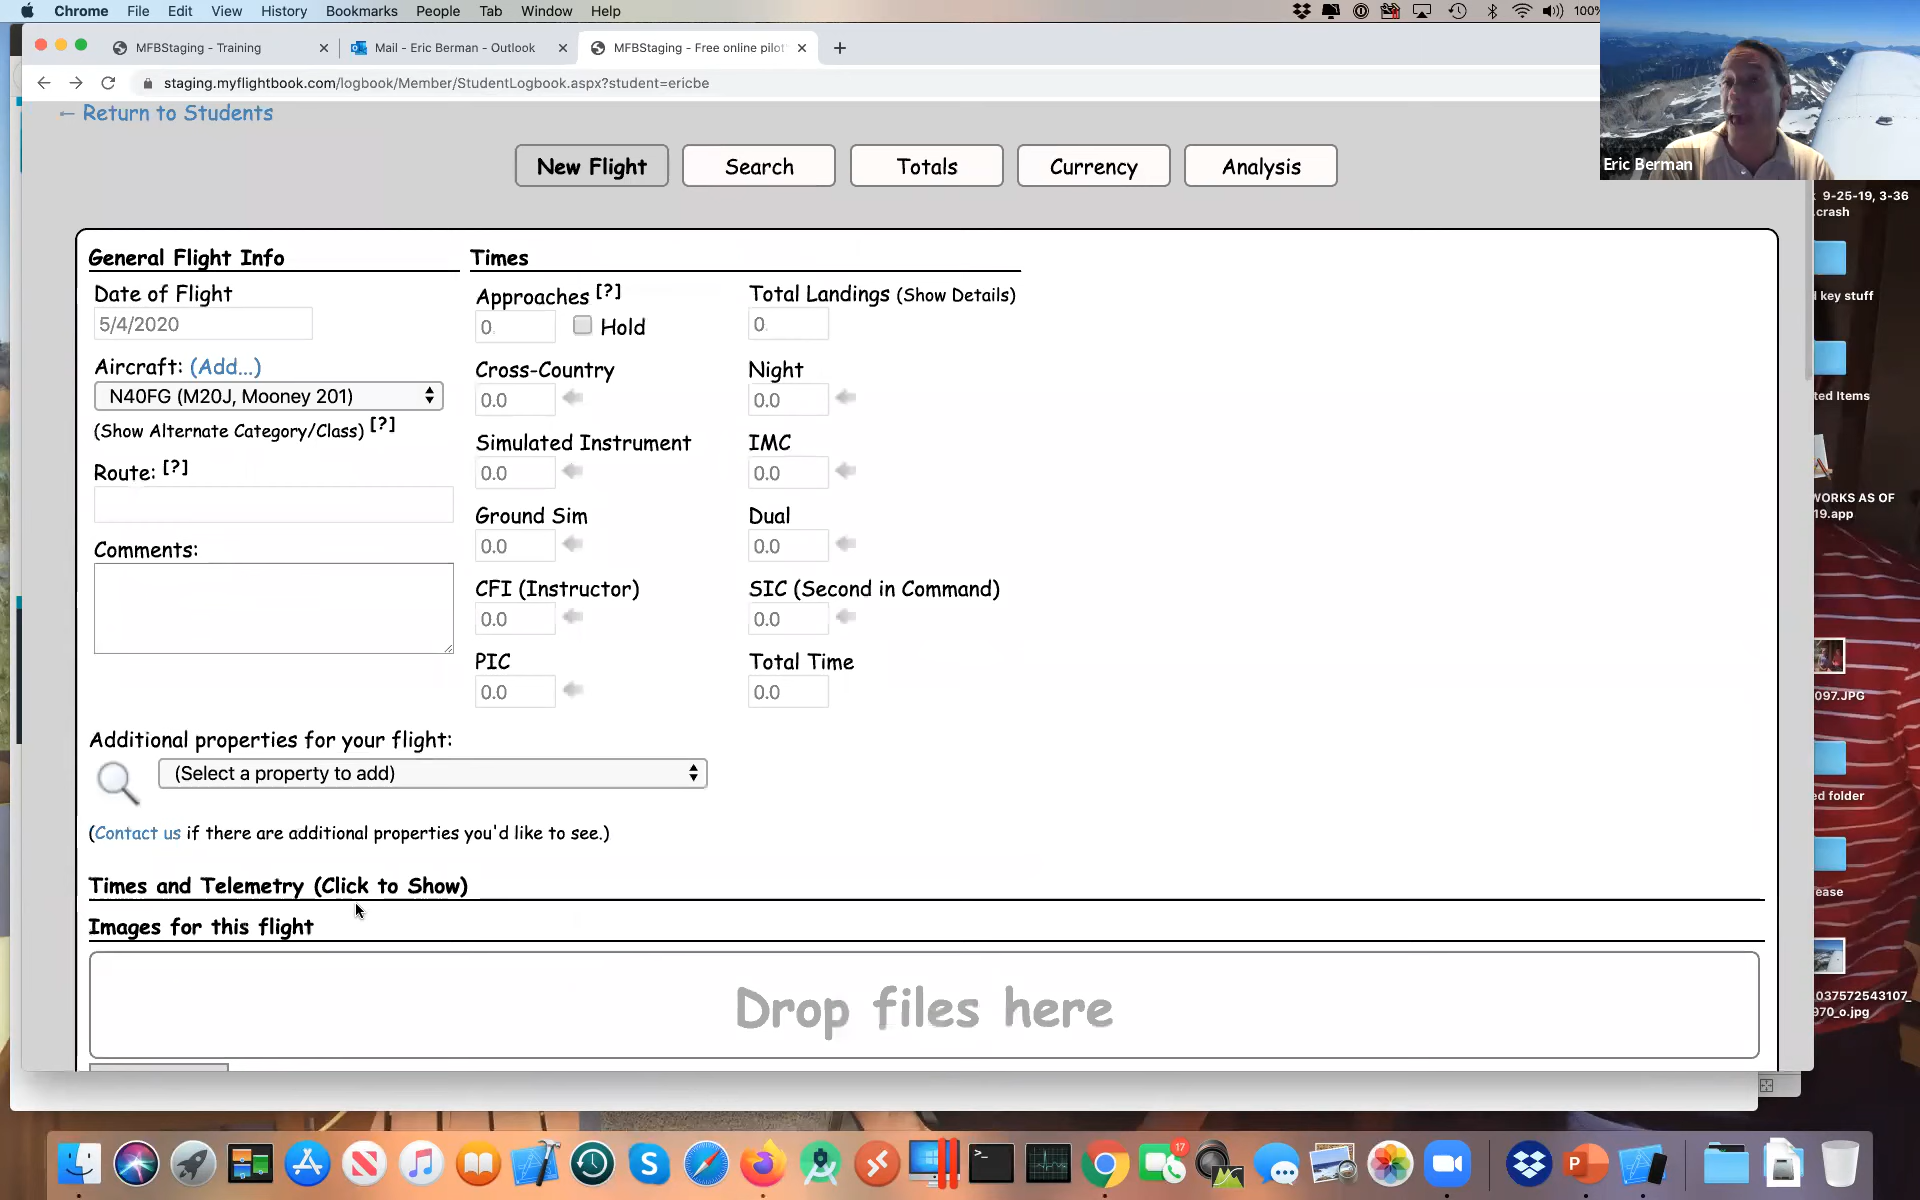 Chrome File Edit View History Bookmarks People Tab Window Help
100%
MFBStaging - Training
Mail - Eric Berman - Outlook
MFBStaging - Free online pilot
staging.myflightbook.com/logbook/Member/StudentLogbook.aspx?student=ericbe
Eric Berman
← Return to Students
New Flight
Search
Totals
Currency
Analysis
9-25-19, 3-36
.crash
General Flight Info
Times
Date of Flight
5/4/2020
Approaches [?]
0
Hold
Total Landings (Show Details)
0
key stuff
Aircraft: (Add...)
N40FG (M20J, Mooney 201)
(Show Alternate Category/Class) [?]
Cross-Country
0.0
Night
0.0
ted Items
Route: [?]
Simulated Instrument
0.0
IMC
0.0
WORKS AS OF
19.app
Comments:
Ground Sim
0.0
Dual
0.0
CFI (Instructor)
0.0
SIC (Second in Command)
0.0
PIC
0.0
Total Time
0.0
097.JPG
Additional properties for your flight:
(Select a property to add)
ed folder
(Contact us if there are additional properties you'd like to see.)
Times and Telemetry (Click to Show)
ease
Images for this flight
Drop files here
037572543107_
970_o.jpg
17